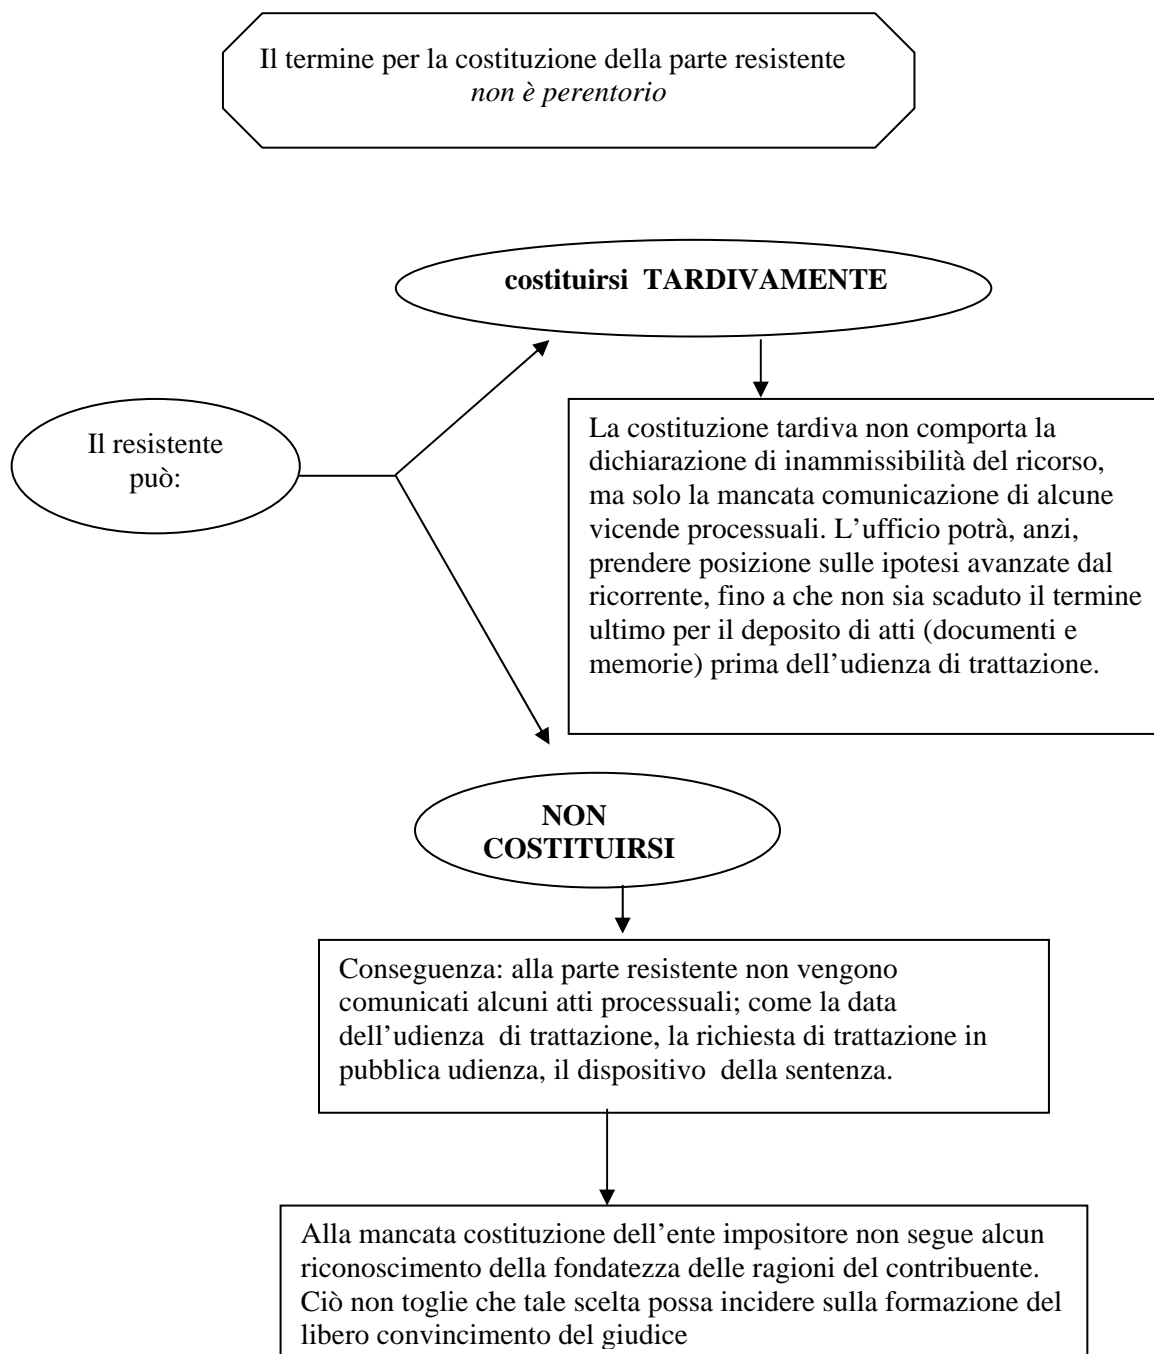 Il termine per la costituzione della parte resistente
non è perentorio
costituirsi  TARDIVAMENTE
Il resistente
può:
La costituzione tardiva non comporta la
dichiarazione di inammissibilità del ricorso,
ma solo la mancata comunicazione di alcune
vicende processuali. L’ufficio potrà, anzi,
prendere posizione sulle ipotesi avanzate dal
ricorrente, fino a che non sia scaduto il termine
ultimo per il deposito di atti (documenti e
memorie) prima dell’udienza di trattazione.
NON
COSTITUIRSI
Conseguenza: alla parte resistente non vengono
comunicati alcuni atti processuali; come la data
dell’udienza  di trattazione, la richiesta di trattazione in
pubblica udienza, il dispositivo  della sentenza.
Alla mancata costituzione dell’ente impositore non segue alcun
riconoscimento della fondatezza delle ragioni del contribuente.
Ciò non toglie che tale scelta possa incidere sulla formazione del
libero convincimento del giudice